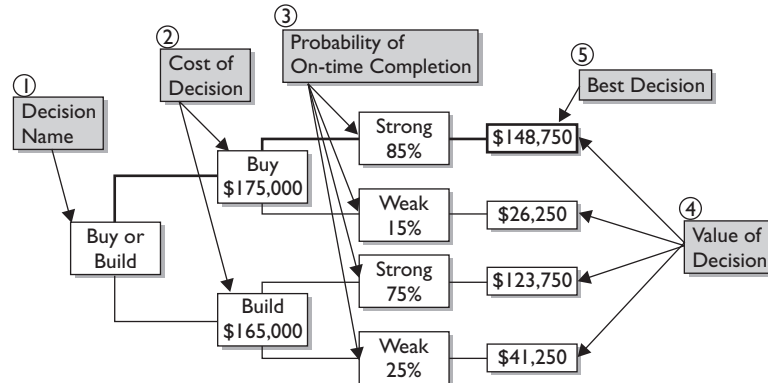 ①
Decision
Name
②
Cost of
Decision
③
Probability of
On-time Completion
⑤
Best Decision
④
Value of
Decision
Buy or
Build
Buy
$175,000
Build
$165,000
Strong
85%
$148,750
Weak
15%
$26,250
Strong
75%
$123,750
Weak
25%
$41,250